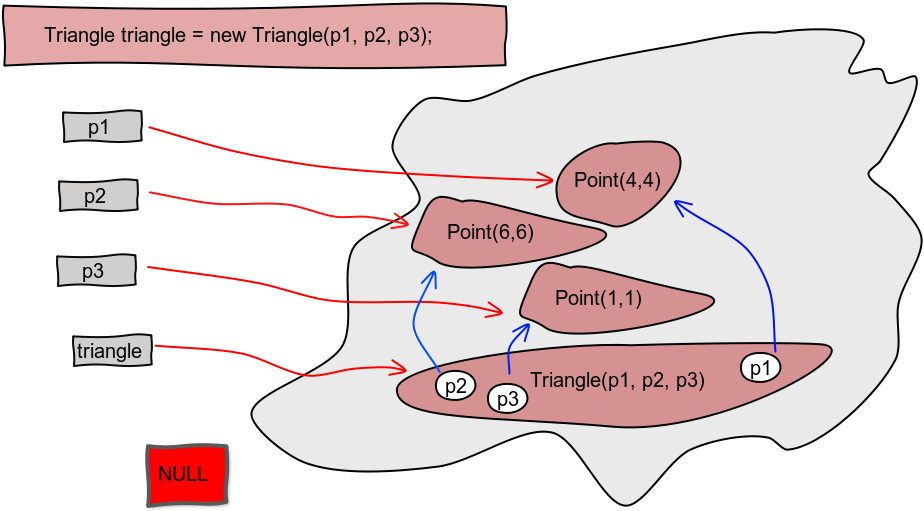 Triangle triangle = new Triangle(p1, p2, p3);
p1
Point(4,4)
p2
Point(6,6)
p3
Point(1,1)
triangle
p2
p3
Triangle(p1, p2, p3)
p1
NULL